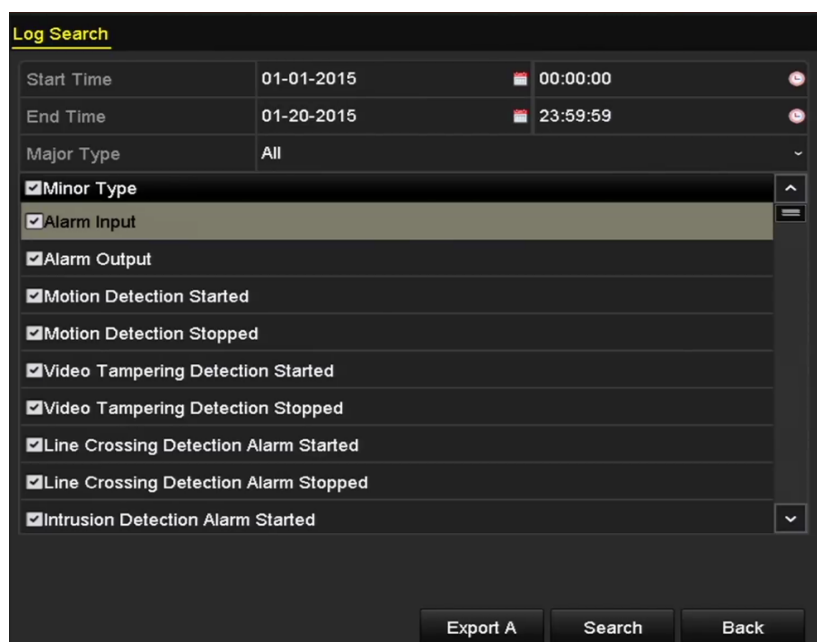 Log Search
Start Time 01-01-2015 00:00:00
End Time 01-20-2015 23:59:59
Major Type All
Minor Type
Alarm Input
Alarm Output
Motion Detection Started
Motion Detection Stopped
Video Tampering Detection Started
Video Tampering Detection Stopped
Line Crossing Detection Alarm Started
Line Crossing Detection Alarm Stopped
Intrusion Detection Alarm Started
Export A Search Back